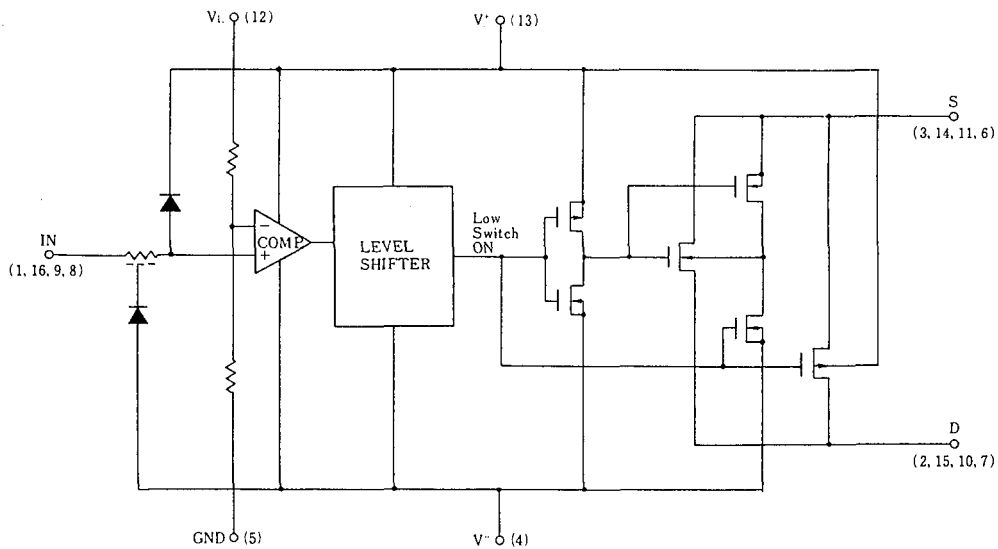 VL (12)
V+ (13)
S
(3, 14, 11, 6)
IN
(1, 16, 9, 8)
−
COMP
+
LEVEL
SHIFTER
Low
Switch
ON
D
(2, 15, 10, 7)
GND (5)
V− (4)